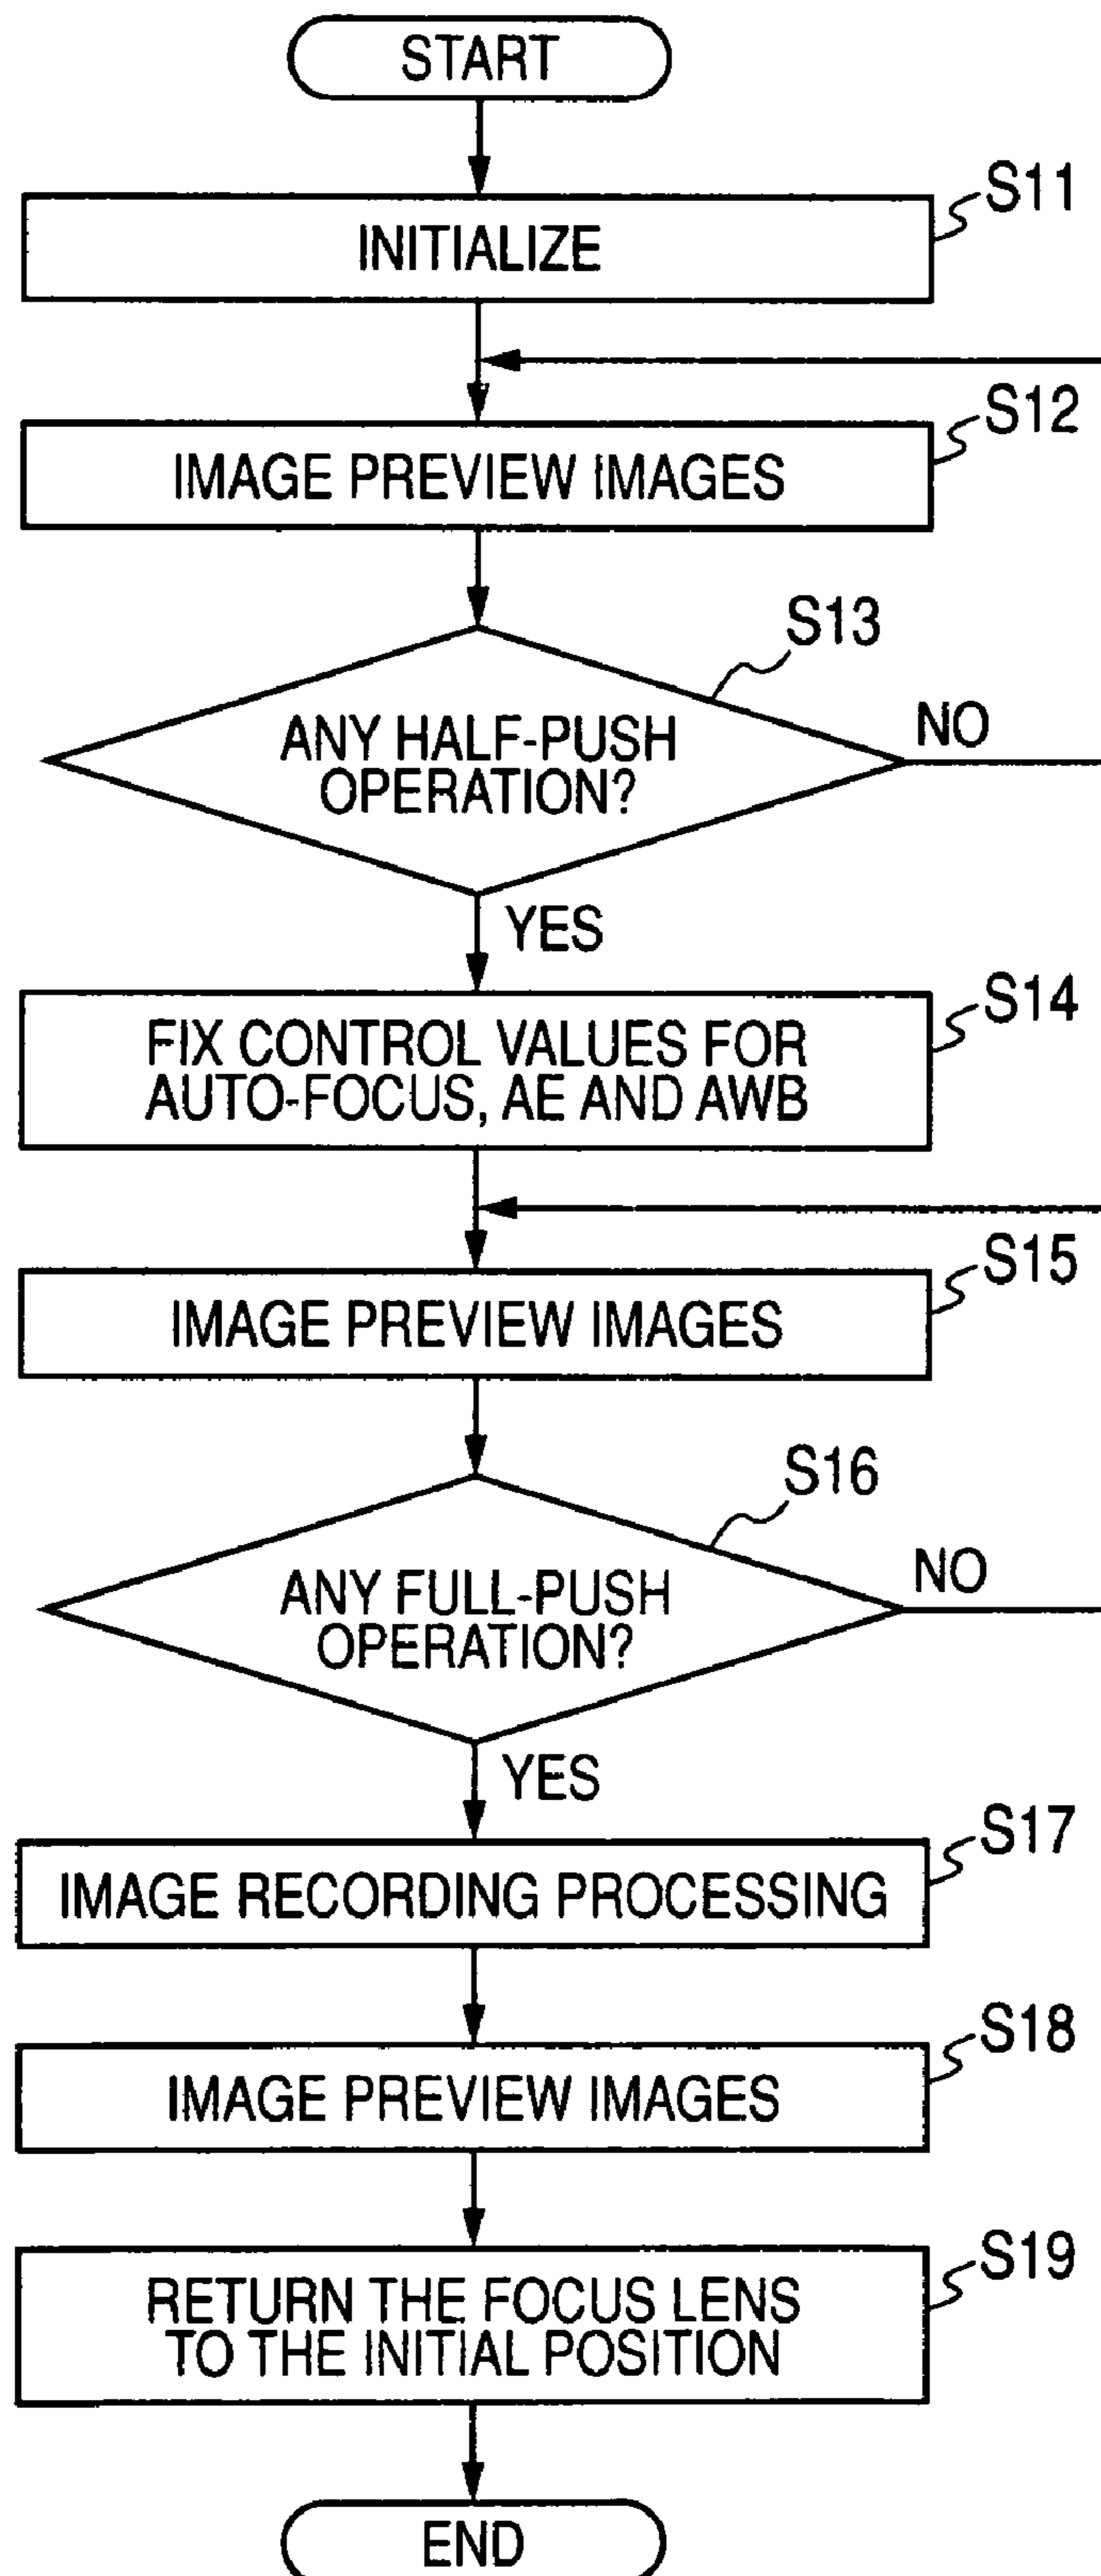 START
S11
INITIALIZE
S12
IMAGE PREVIEW IMAGES
S13
ANY HALF-PUSH
OPERATION?
NO
YES
S14
FIX CONTROL VALUES FOR
AUTO-FOCUS, AE AND AWB
S15
IMAGE PREVIEW IMAGES
S16
ANY FULL-PUSH
OPERATION?
NO
YES
S17
IMAGE RECORDING PROCESSING
S18
IMAGE PREVIEW IMAGES
S19
RETURN THE FOCUS LENS
TO THE INITIAL POSITION
END